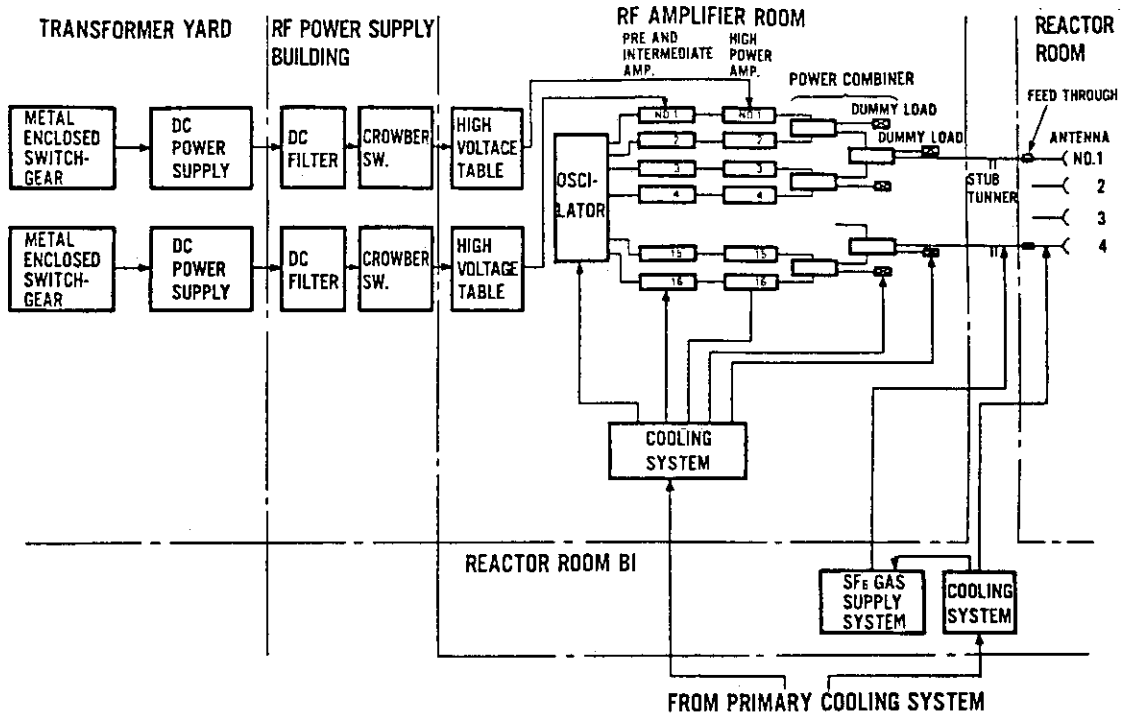 TRANSFORMER YARD
RF POWER SUPPLY
BUILDING
RF AMPLIFIER ROOM
REACTOR
ROOM
PRE AND
INTERMEDIATE
AMP.
HIGH
POWER
AMP.
POWER COMBINER
DUMMY LOAD
DUMMY LOAD
FEED THROUGH
ANTENNA
NO.1
2
3
4
STUB
TUNNER
METAL
ENCLOSED
SWITCH-
GEAR
DC
POWER
SUPPLY
DC
FILTER
CROWBER
SW.
HIGH
VOLTAGE
TABLE
METAL
ENCLOSED
SWITCH-
GEAR
DC
POWER
SUPPLY
DC
FILTER
CROWBER
SW.
HIGH
VOLTAGE
TABLE
OSCI-
LATOR
NO.1
NO.1
2
2
3
3
4
4
15
15
16
16
COOLING
SYSTEM
REACTOR ROOM B1
SF6 GAS
SUPPLY
SYSTEM
COOLING
SYSTEM
FROM PRIMARY COOLING SYSTEM